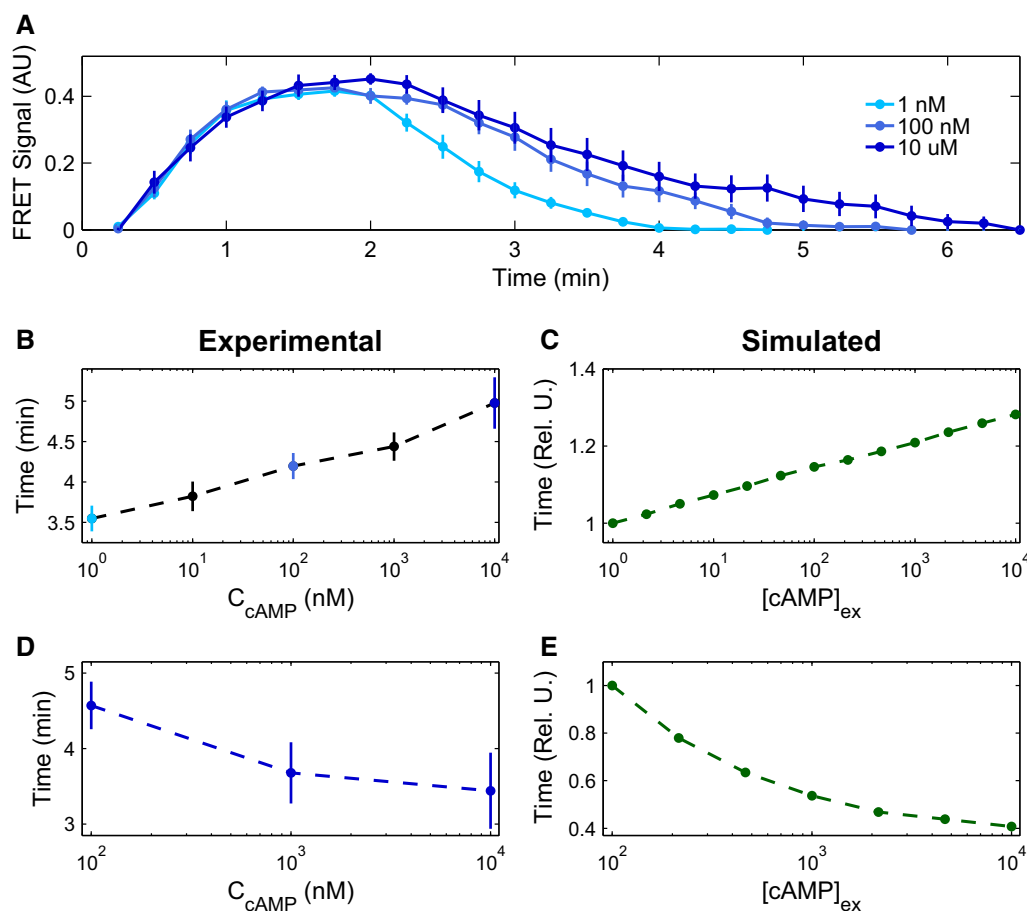 A
FRET Signal (AU)
0.4
0.2
0
0 1 2 3 4 5 6
Time (min)
1 nM
100 nM
10 uM
B
Experimental
Time (min)
5
4.5
4
3.5
10^0 10^1 10^2 10^3 10^4
C_cAMP (nM)
C
Simulated
Time (Rel. U.)
1.4
1.2
1
10^0 10^1 10^2 10^3 10^4
[cAMP]_ex
D
Time (min)
5
4
3
10^2 10^3 10^4
C_cAMP (nM)
E
Time (Rel. U.)
1
0.8
0.6
0.4
10^2 10^3 10^4
[cAMP]_ex